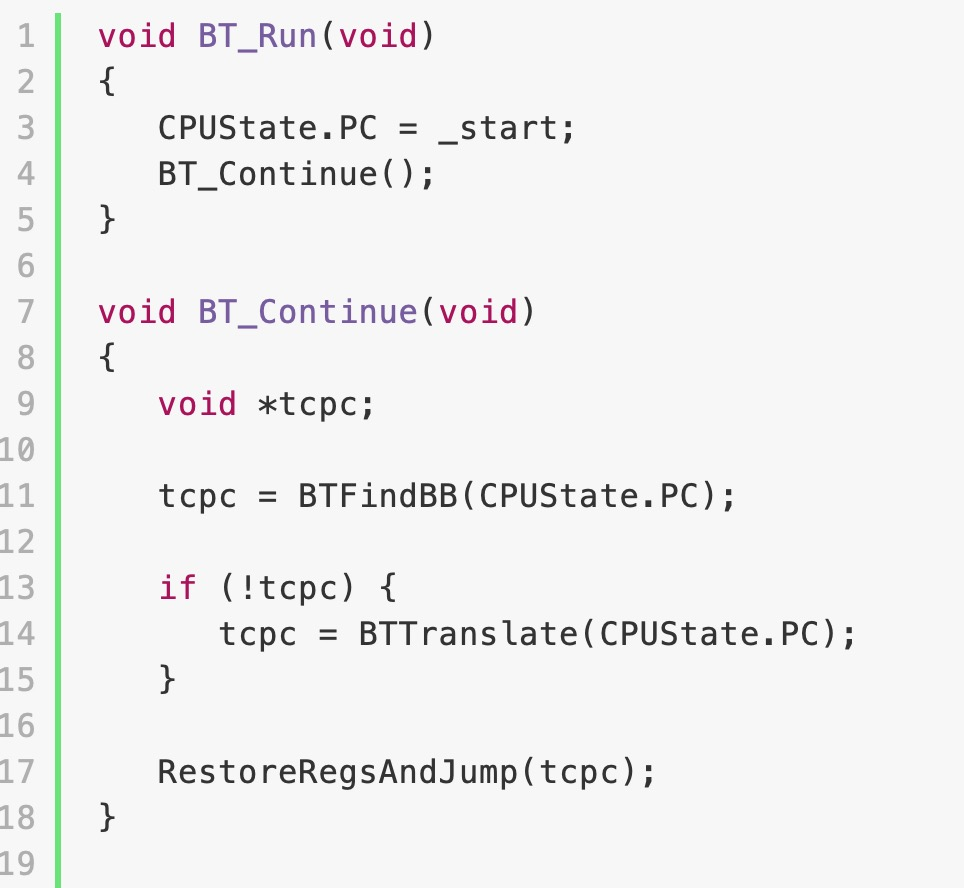 1 void BT_Run(void)
2 {
3    CPUState.PC = _start;
4    BT_Continue();
5 }
6
7 void BT_Continue(void)
8 {
9    void *tcpc;
10
11    tcpc = BTFindBB(CPUState.PC);
12
13    if (!tcpc) {
14       tcpc = BTTranslate(CPUState.PC);
15    }
16
17    RestoreRegsAndJump(tcpc);
18 }
19